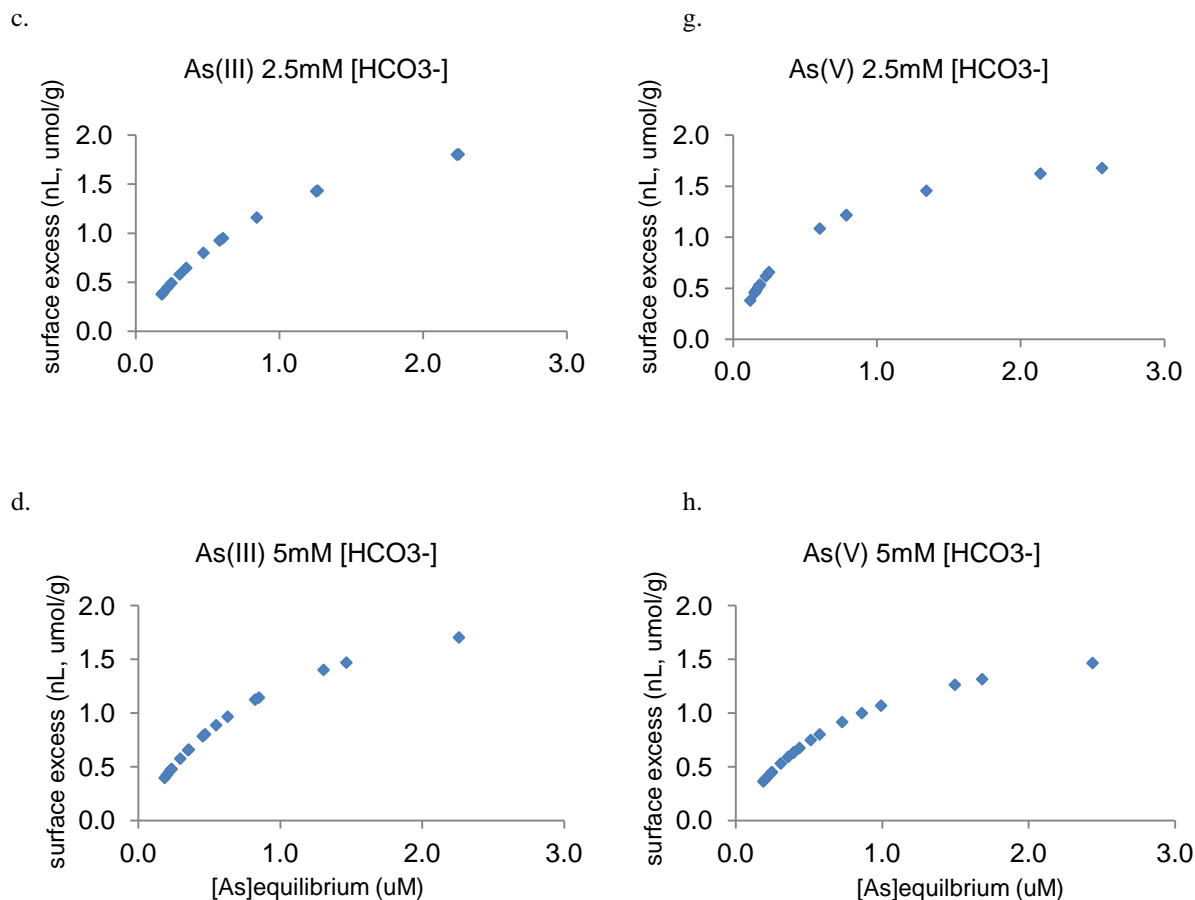 c.
As(III) 2.5mM [HCO3-]
surface excess (nL, umol/g)
2.0
1.5
1.0
0.5
0.0
0.0 1.0 2.0 3.0
g.
As(V) 2.5mM [HCO3-]
surface excess (nL, umol/g)
2.0
1.5
1.0
0.5
0.0
0.0 1.0 2.0 3.0
d.
As(III) 5mM [HCO3-]
surface excess (nL, umol/g)
2.0
1.5
1.0
0.5
0.0
0.0 1.0 2.0 3.0
[As]equilibrium (uM)
h.
As(V) 5mM [HCO3-]
surface excess (nL, umol/g)
2.0
1.5
1.0
0.5
0.0
0.0 1.0 2.0 3.0
[As]equilbrium (uM)